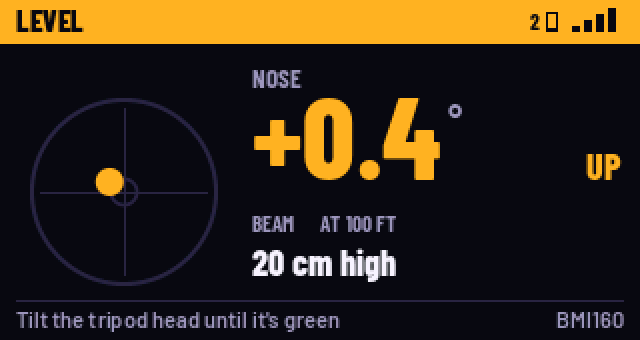 LEVEL 2
NOSE
+0.4°
UP
BEAM AT 100 FT
20 cm high
Tilt the tripod head until it's green BMI160